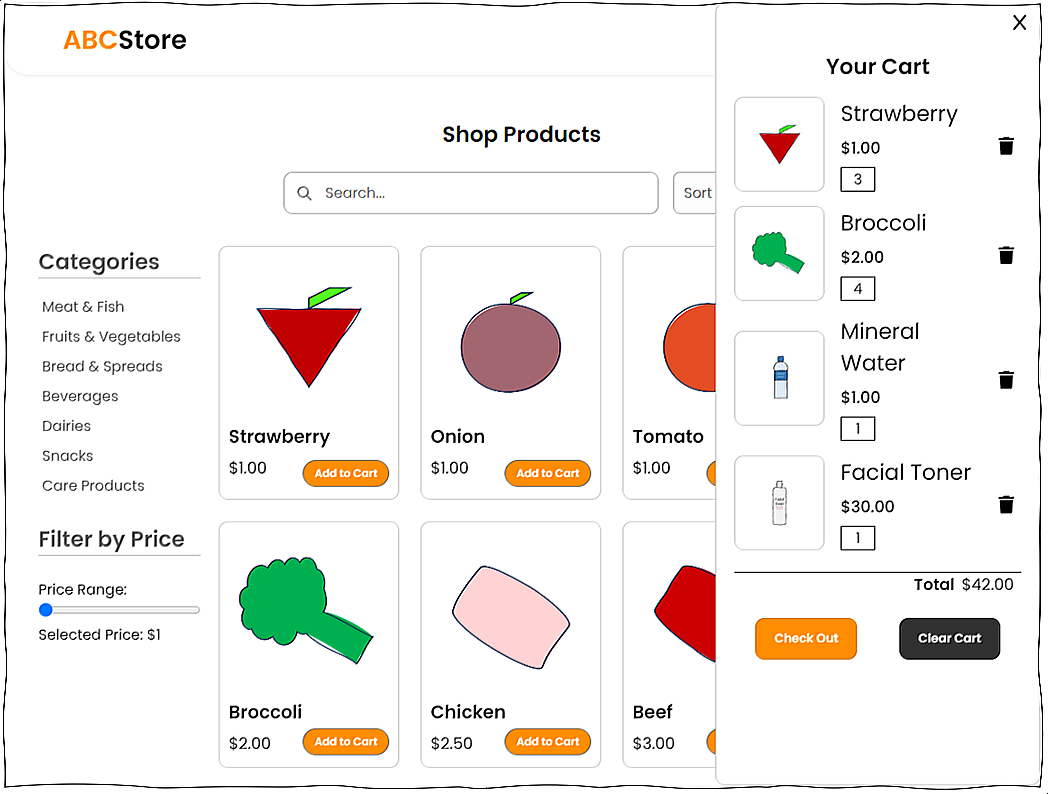 ABCStore
Shop Products
Search...
Sort
Categories
Meat & Fish
Fruits & Vegetables
Bread & Spreads
Beverages
Dairies
Snacks
Care Products
Filter by Price
Price Range:
Selected Price: $1
Strawberry
$1.00
Add to Cart
Onion
$1.00
Add to Cart
Tomato
$1.00
Broccoli
$2.00
Add to Cart
Chicken
$2.50
Add to Cart
Beef
$3.00
X
Your Cart
Strawberry
$1.00
3
Broccoli
$2.00
4
Mineral
Water
$1.00
1
Facial Toner
Facial
Toner
$30.00
1
Total $42.00
Check Out
Clear Cart